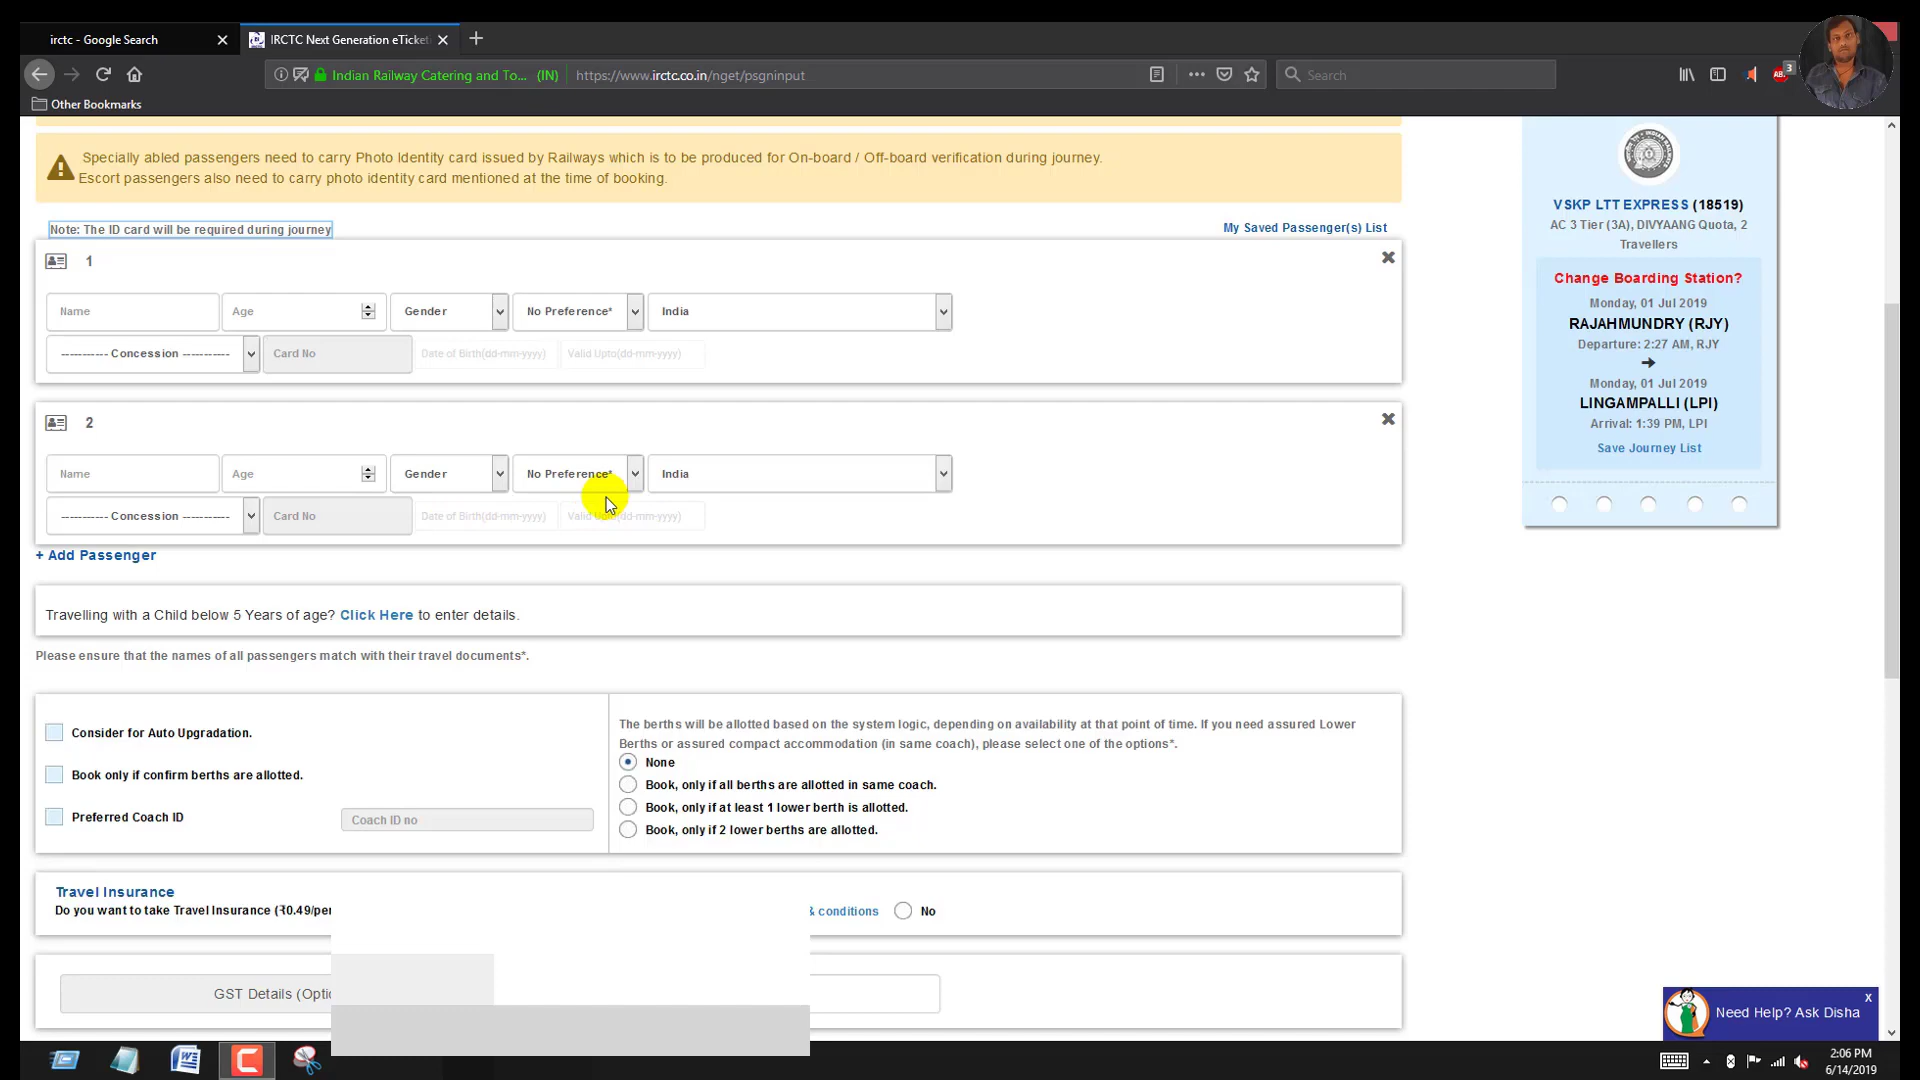 irctc - Google Search
IRCTC Next Generation eTicket
Indian Railway Catering and To... (IN)
https://www.irctc.co.in/nget/psgninput
Search
3
Other Bookmarks
Specially abled passengers need to carry Photo Identity card issued by Railways which is to be produced for On-board / Off-board verification during journey.
Escort passengers also need to carry photo identity card mentioned at the time of booking.
Note: The ID card will be required during journey
My Saved Passenger(s) List
1
Name
Age
Gender
No Preference*
India
----------- Concession -----------
Card No
Date of Birth(dd-mm-yyyy)
Valid Upto(dd-mm-yyyy)
2
Name
Age
Gender
No Preference*
India
----------- Concession -----------
Card No
Date of Birth(dd-mm-yyyy)
Valid Upto(dd-mm-yyyy)
+ Add Passenger
Travelling with a Child below 5 Years of age? Click Here to enter details.
Please ensure that the names of all passengers match with their travel documents*.
Consider for Auto Upgradation.
Book only if confirm berths are allotted.
Preferred Coach ID
Coach ID no
The berths will be allotted based on the system logic, depending on availability at that point of time. If you need assured Lower
Berths or assured compact accommodation (in same coach), please select one of the options*.
None
Book, only if all berths are allotted in same coach.
Book, only if at least 1 lower berth is allotted.
Book, only if 2 lower berths are allotted.
Travel Insurance
Do you want to take Travel Insurance (₹0.49/per
& conditions
No
GST Details (Optio
VSKP LTT EXPRESS (18519)
AC 3 Tier (3A), DIVYAANG Quota, 2
Travellers
Change Boarding Station?
Monday, 01 Jul 2019
RAJAHMUNDRY (RJY)
Departure: 2:27 AM, RJY
Monday, 01 Jul 2019
LINGAMPALLI (LPI)
Arrival: 1:39 PM, LPI
Save Journey List
Need Help? Ask Disha
X
2:06 PM
6/14/2019